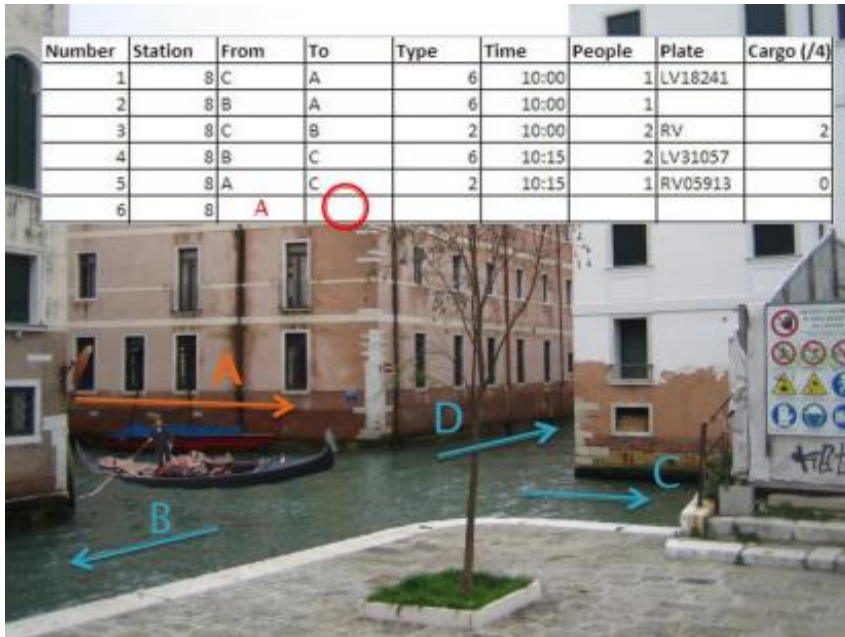 Number Station From To Type Time People Plate Cargo (/4)
1 8 C A 6 10:00 1 LV18241
2 8 B A 6 10:00 1
3 8 C B 2 10:00 2 RV 2
4 8 B C 6 10:15 2 LV31057
5 8 A C 2 10:15 1 RV05913 0
6 8 A
A
D
C
B